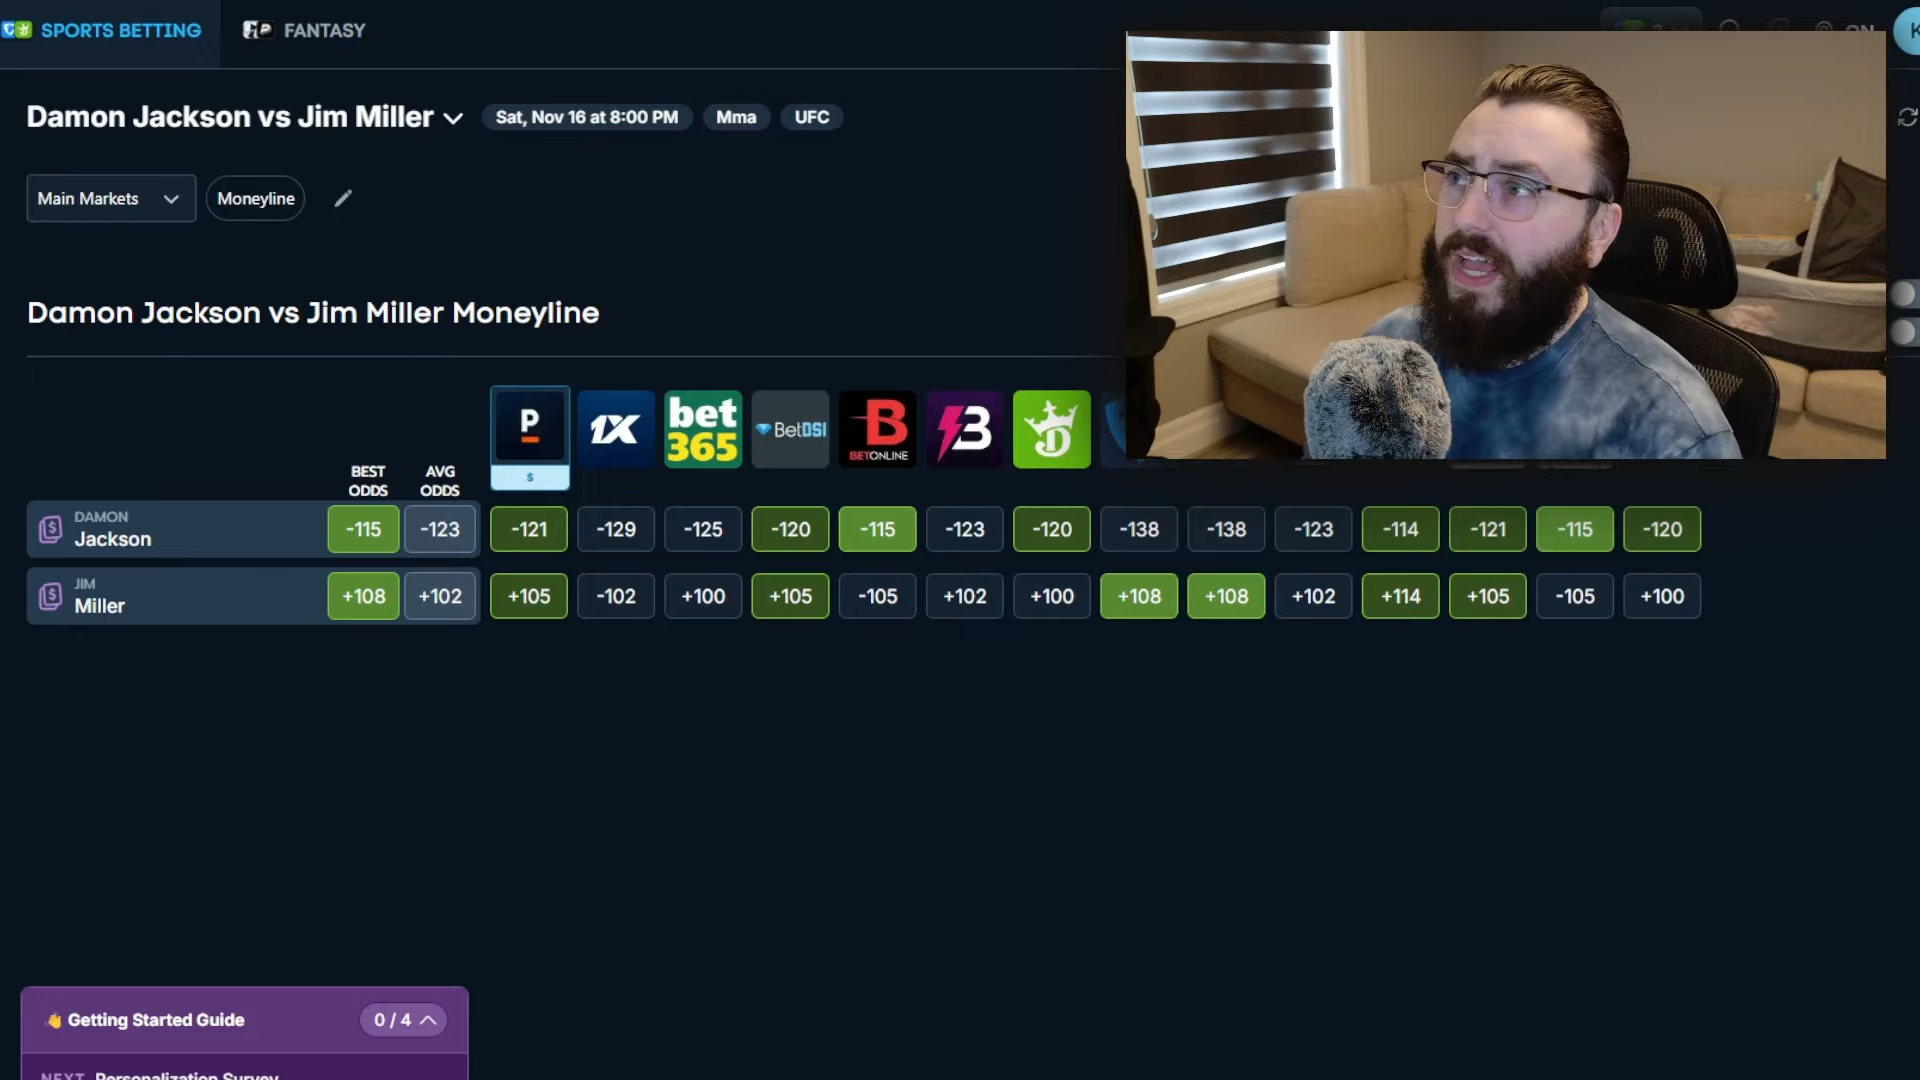 SPORTS BETTING
FANTASY
Damon Jackson vs Jim Miller
Sat, Nov 16 at 8:00 PM
Mma
UFC
Main Markets
Moneyline
Damon Jackson vs Jim Miller Moneyline
BEST ODDS
AVG ODDS
P
$
1X
bet365
BetDSI
B BETONLINE
B
D
DAMON
Jackson
-115 -123 -121 -129 -125 -120 -115 -123 -120 -138 -138 -123 -114 -121 -115 -120
JIM
Miller
+108 +102 +105 -102 +100 +105 -105 +102 +100 +108 +108 +102 +114 +105 -105 +100
Getting Started Guide
0 / 4
NEXT Personalization Survey